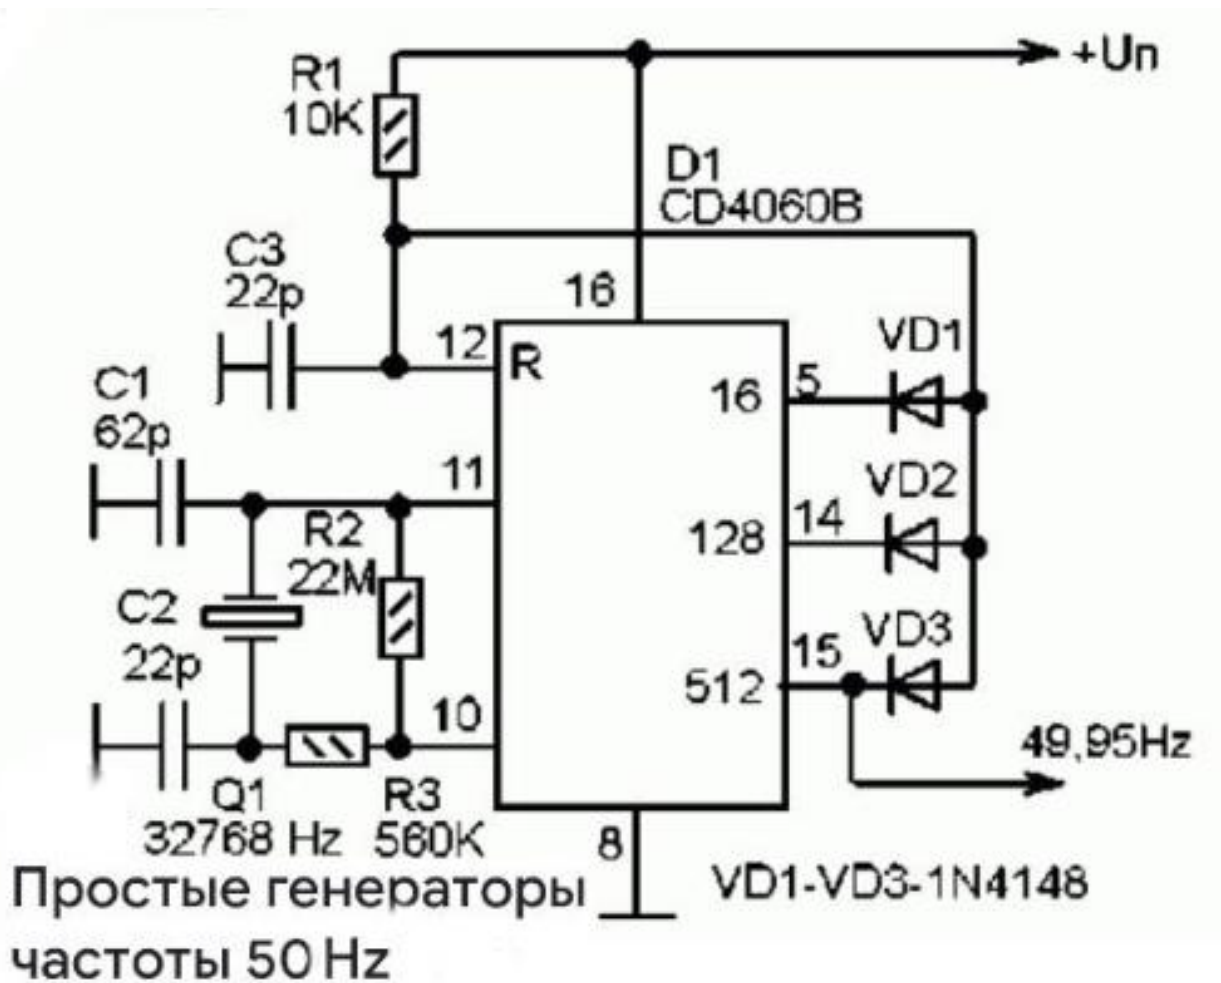 +Uп
R1
10K
D1
CD4060B
C3
22p
16
12
R
VD1
C1
62p
16
5
11
VD2
R2
22M
128
14
C2
22p
VD3
15
512
10
49,95Hz
Q1
R3
32768 Hz
560K
8
VD1-VD3-1N4148
Простые генераторы
частоты 50 Hz